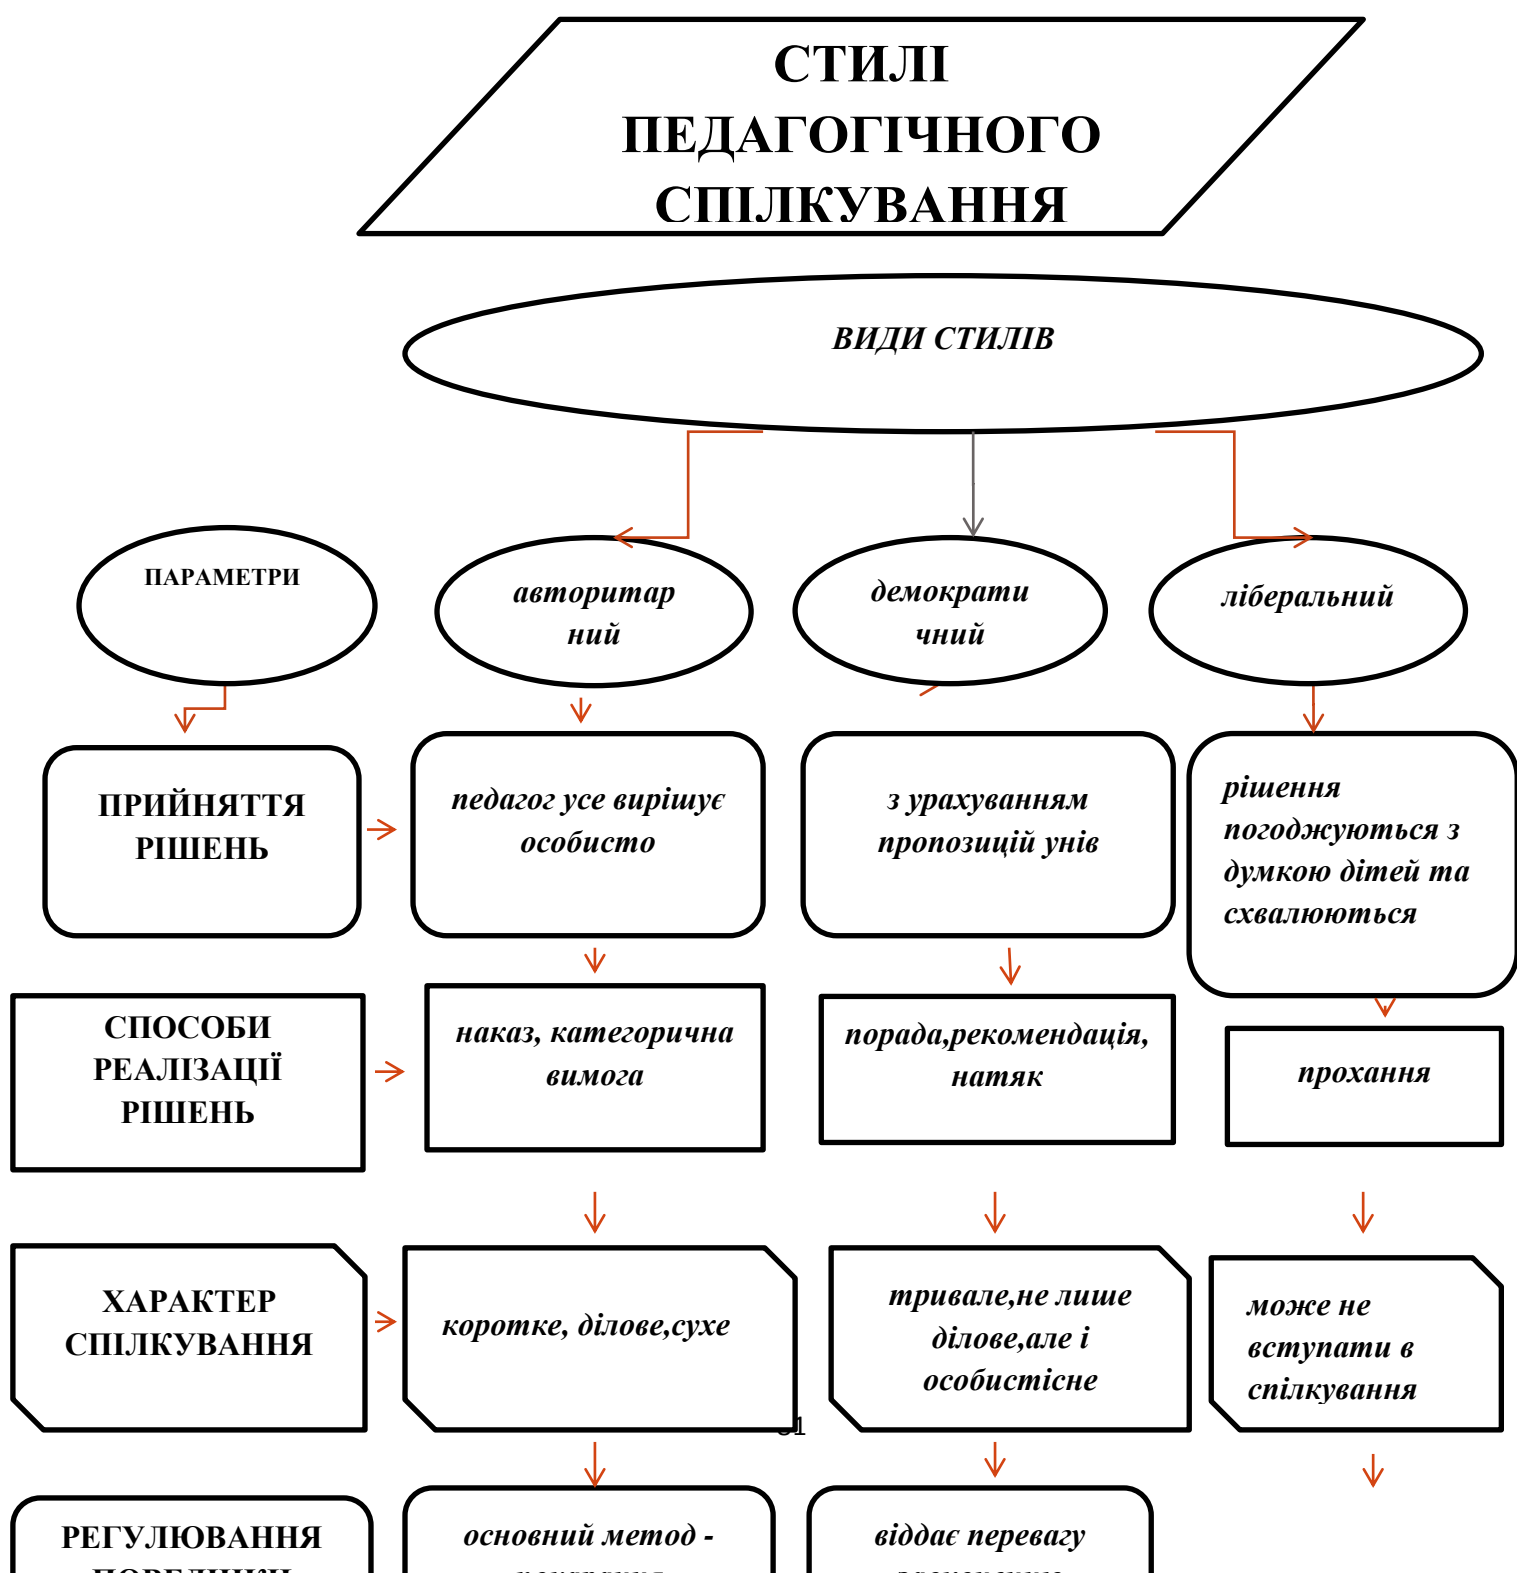 СТИЛІ
ПЕДАГОГІЧНОГО
СПІЛКУВАННЯ
ВИДИ СТИЛІВ
ПАРАМЕТРИ
авторитар
ний
демократи
чний
ліберальний
ПРИЙНЯТТЯ
РІШЕНЬ
педагог усе вирішує
особисто
з урахуванням
пропозицій унів
рішення
погоджуються з
думкою дітей та
схвалюються
СПОСОБИ
РЕАЛІЗАЦІЇ
РІШЕНЬ
наказ, категорична
вимога
порада,рекомендація,
натяк
прохання
ХАРАКТЕР
СПІЛКУВАННЯ
коротке, ділове,сухе
тривале,не лише
ділове,але і
особистісне
може не
вступати в
спілкування
РЕГУЛЮВАННЯ
основний метод -
віддає перевагу